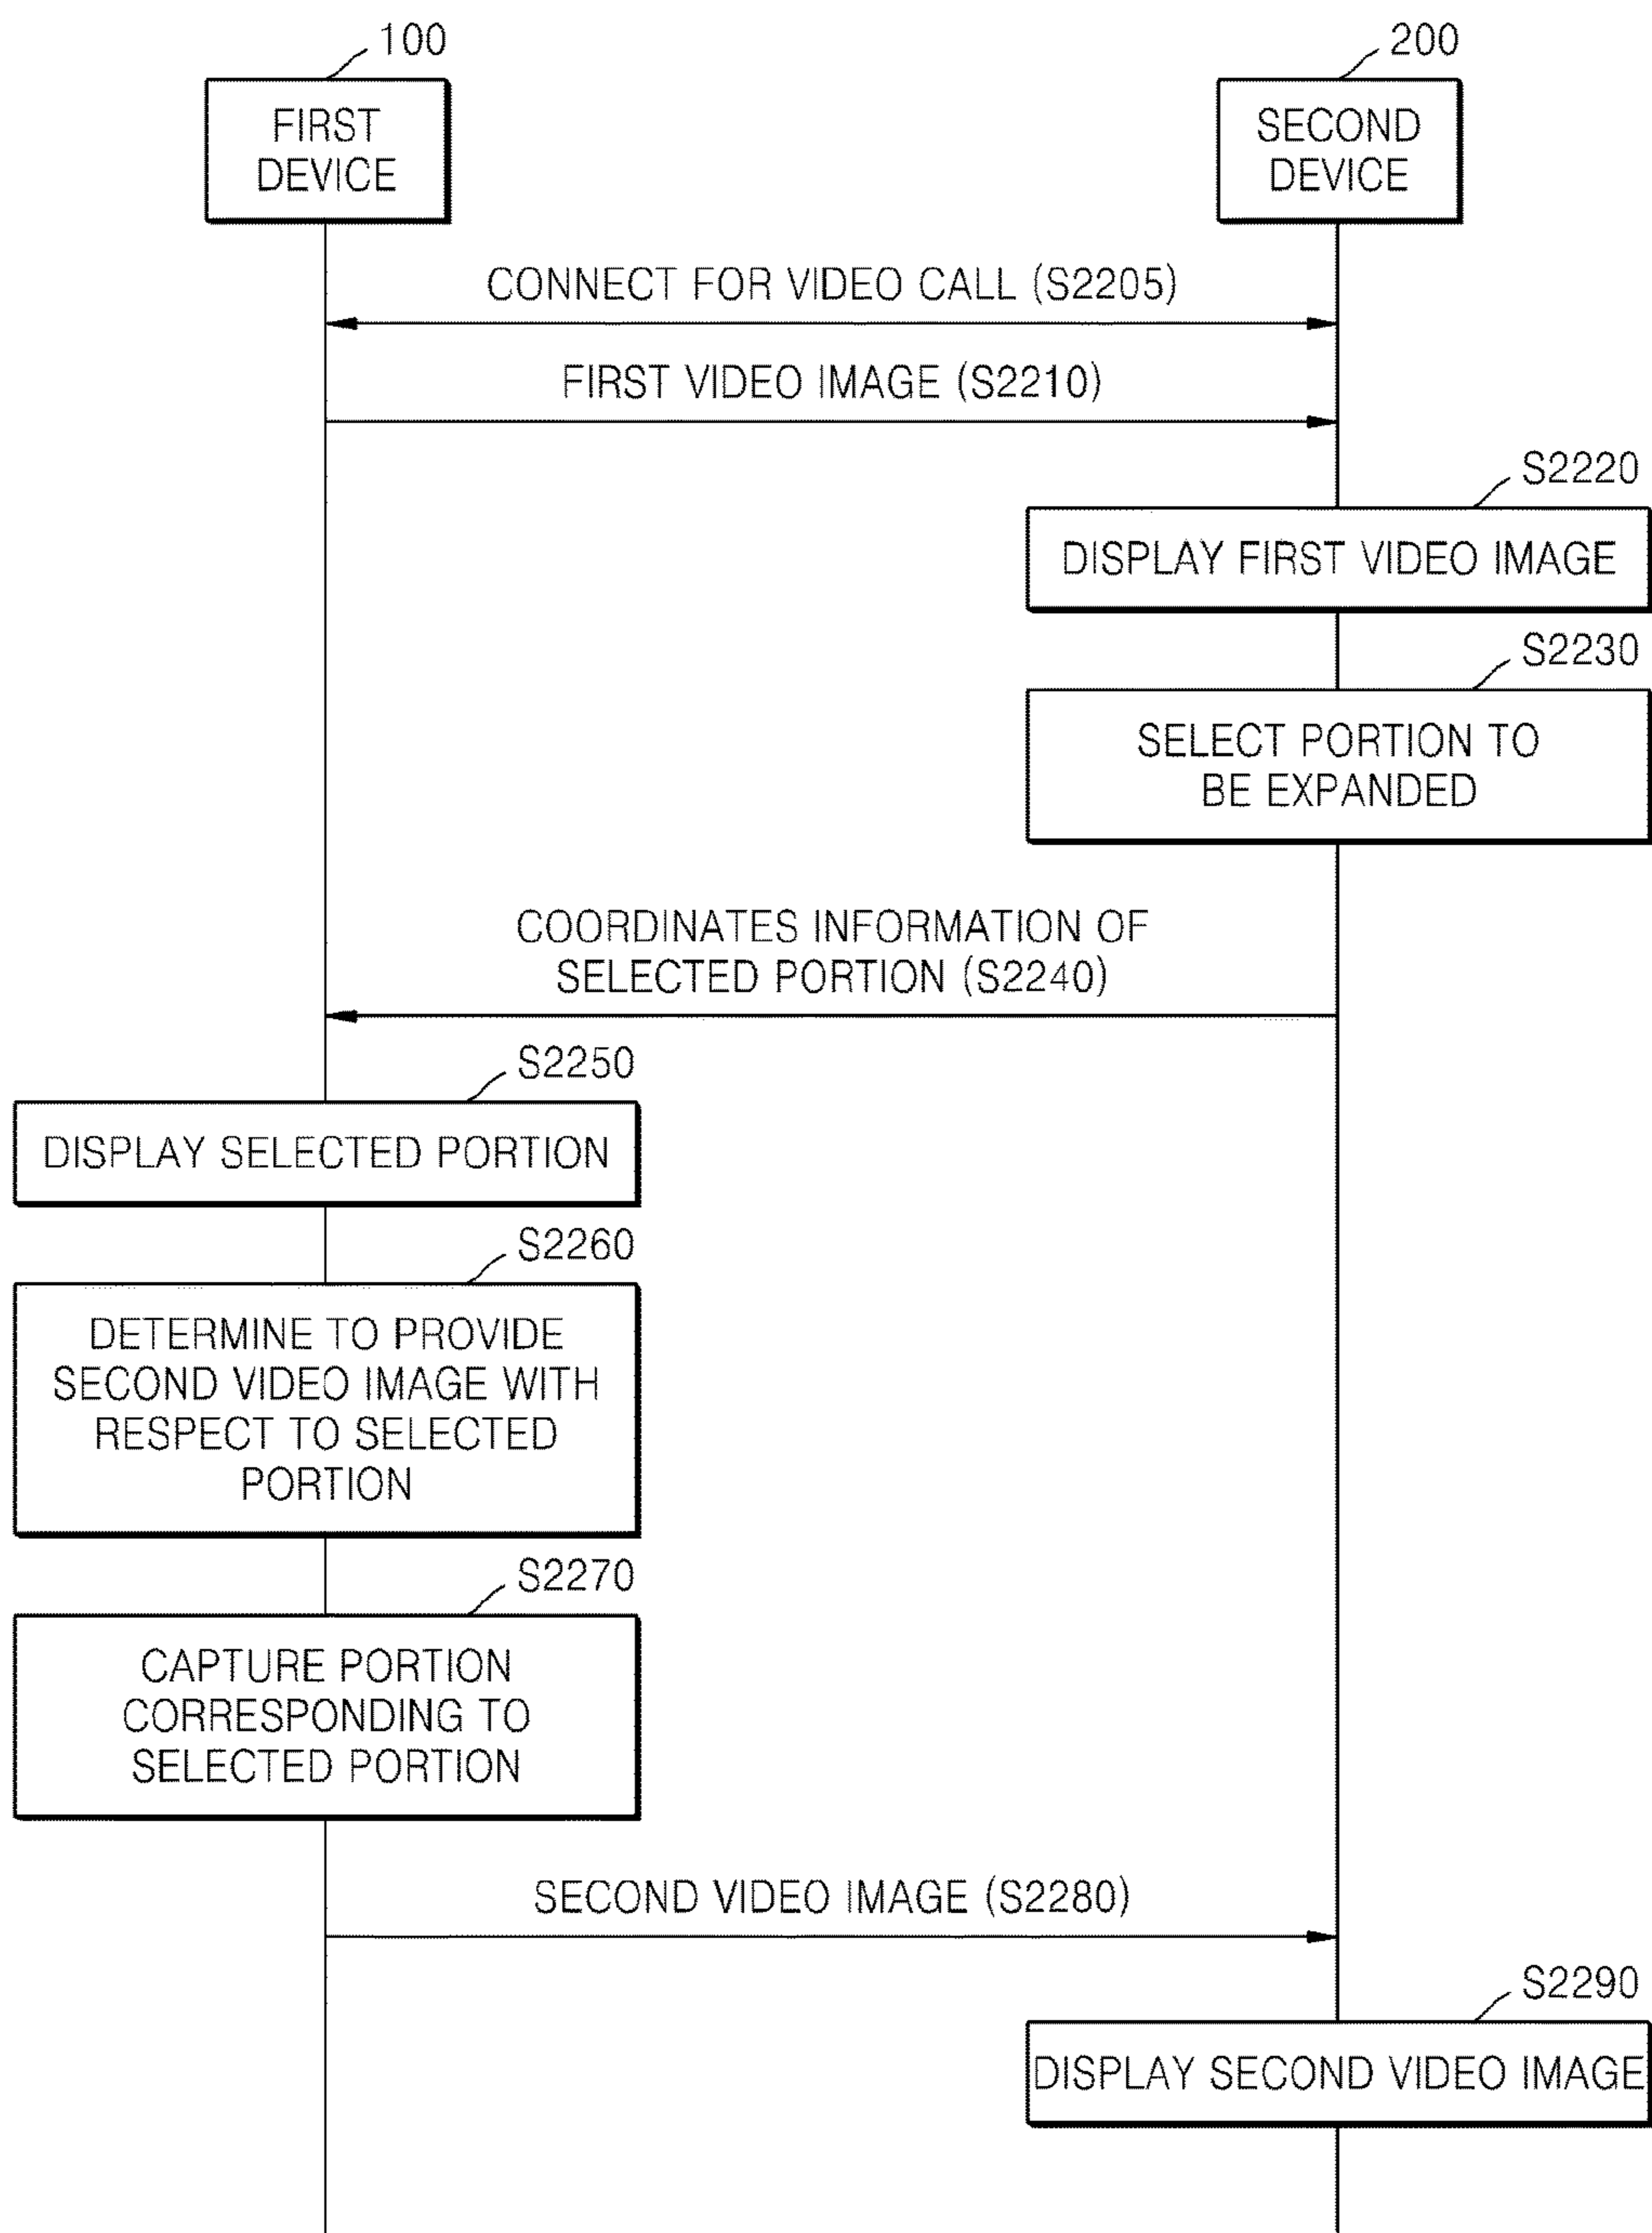 100
200
FIRST
DEVICE
SECOND
DEVICE
CONNECT FOR VIDEO CALL (S2205)
FIRST VIDEO IMAGE (S2210)
S2220
DISPLAY FIRST VIDEO IMAGE
S2230
SELECT PORTION TO
BE EXPANDED
COORDINATES INFORMATION OF
SELECTED PORTION (S2240)
S2250
DISPLAY SELECTED PORTION
S2260
DETERMINE TO PROVIDE
SECOND VIDEO IMAGE WITH
RESPECT TO SELECTED
PORTION
S2270
CAPTURE PORTION
CORRESPONDING TO
SELECTED PORTION
SECOND VIDEO IMAGE (S2280)
S2290
DISPLAY SECOND VIDEO IMAGE